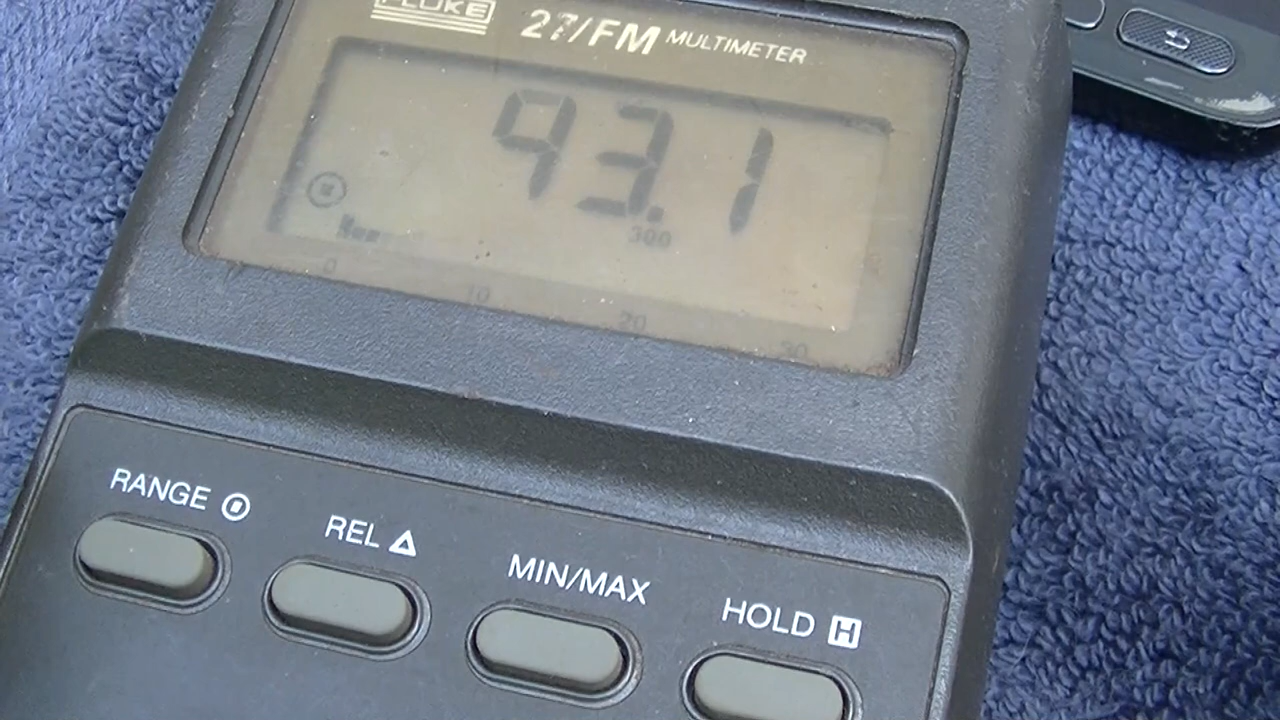 FLUKE 27/FM MULTIMETER
93.1
300
0 10 20 30
RANGE
REL △
MIN/MAX
HOLD H